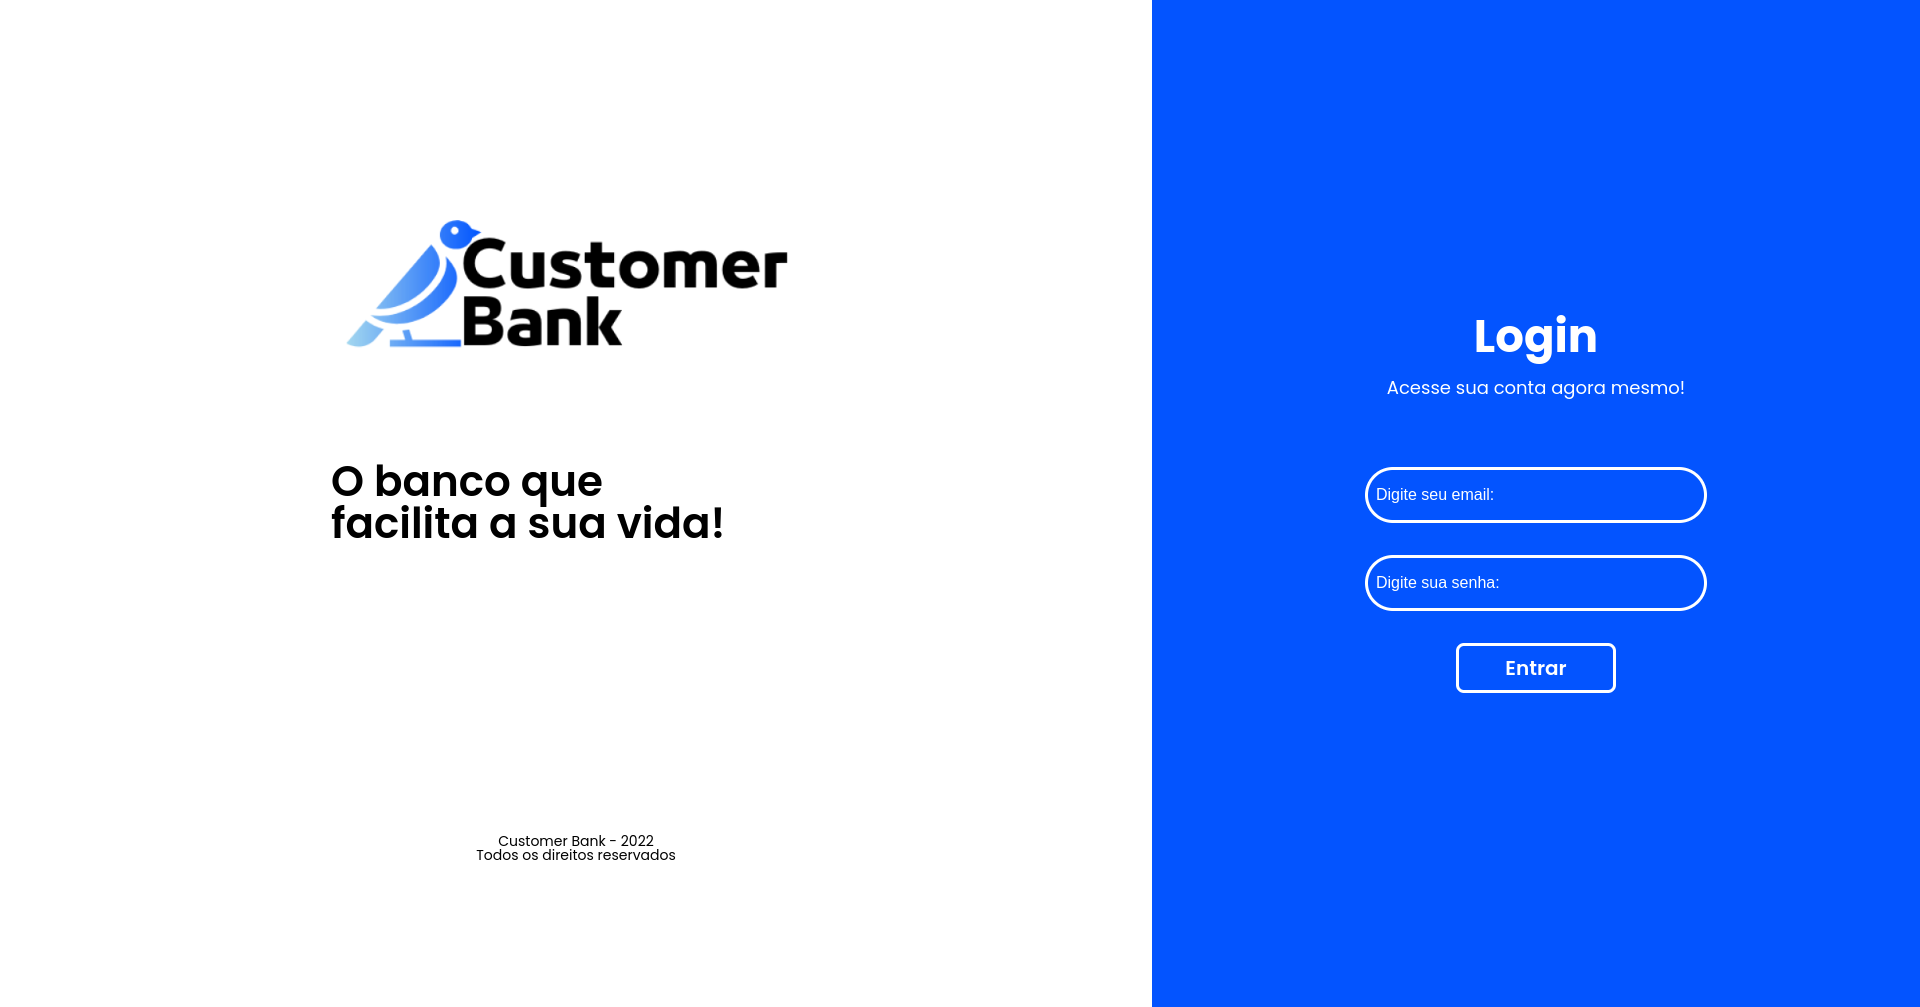 Customer
Bank
O banco que
facilita a sua vida!
Customer Bank - 2022
Todos os direitos reservados
Login
Acesse sua conta agora mesmo!
Digite seu email:
Digite sua senha:
Entrar